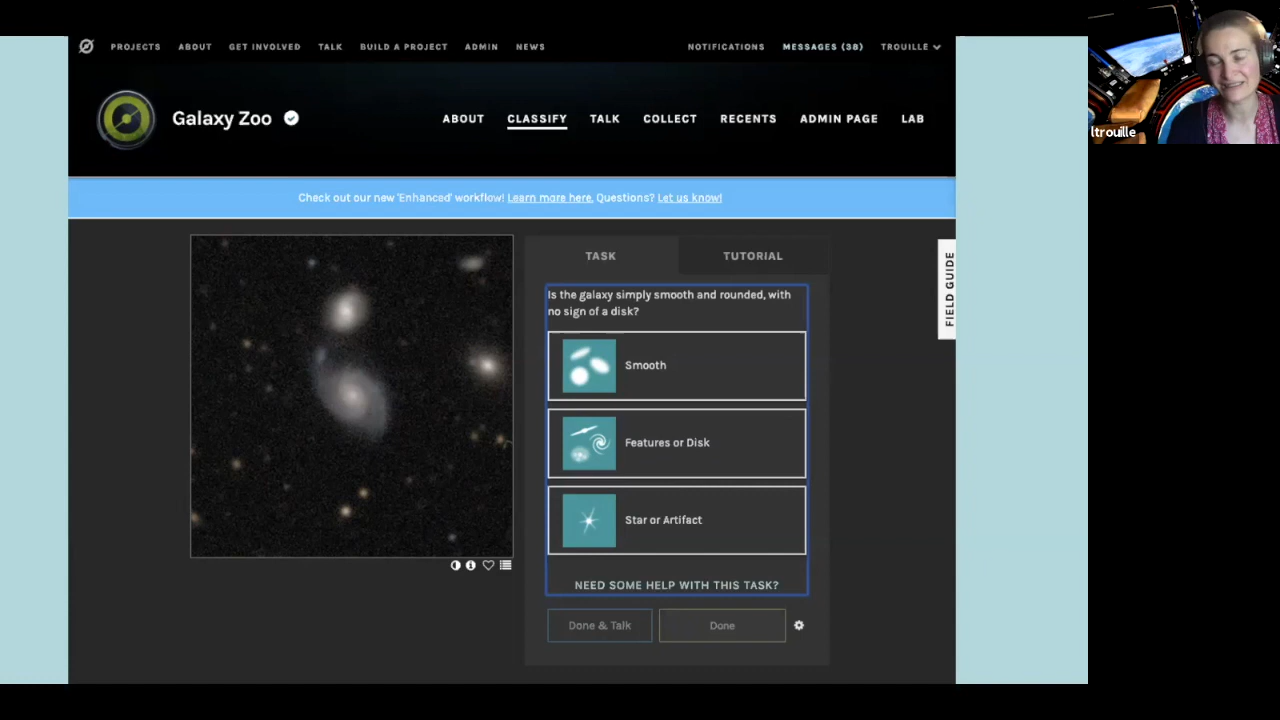 PROJECTS ABOUT GET INVOLVED TALK BUILD A PROJECT ADMIN NEWS NOTIFICATIONS MESSAGES (38) TROUILLE
ltrouille
Galaxy Zoo ABOUT CLASSIFY TALK COLLECT RECENTS ADMIN PAGE LAB
Check out our new 'Enhanced' workflow! Learn more here. Questions? Let us know!
TASK TUTORIAL
FIELD GUIDE
Is the galaxy simply smooth and rounded, with
no sign of a disk?
Smooth
Features or Disk
Star or Artifact
NEED SOME HELP WITH THIS TASK?
Done & Talk Done